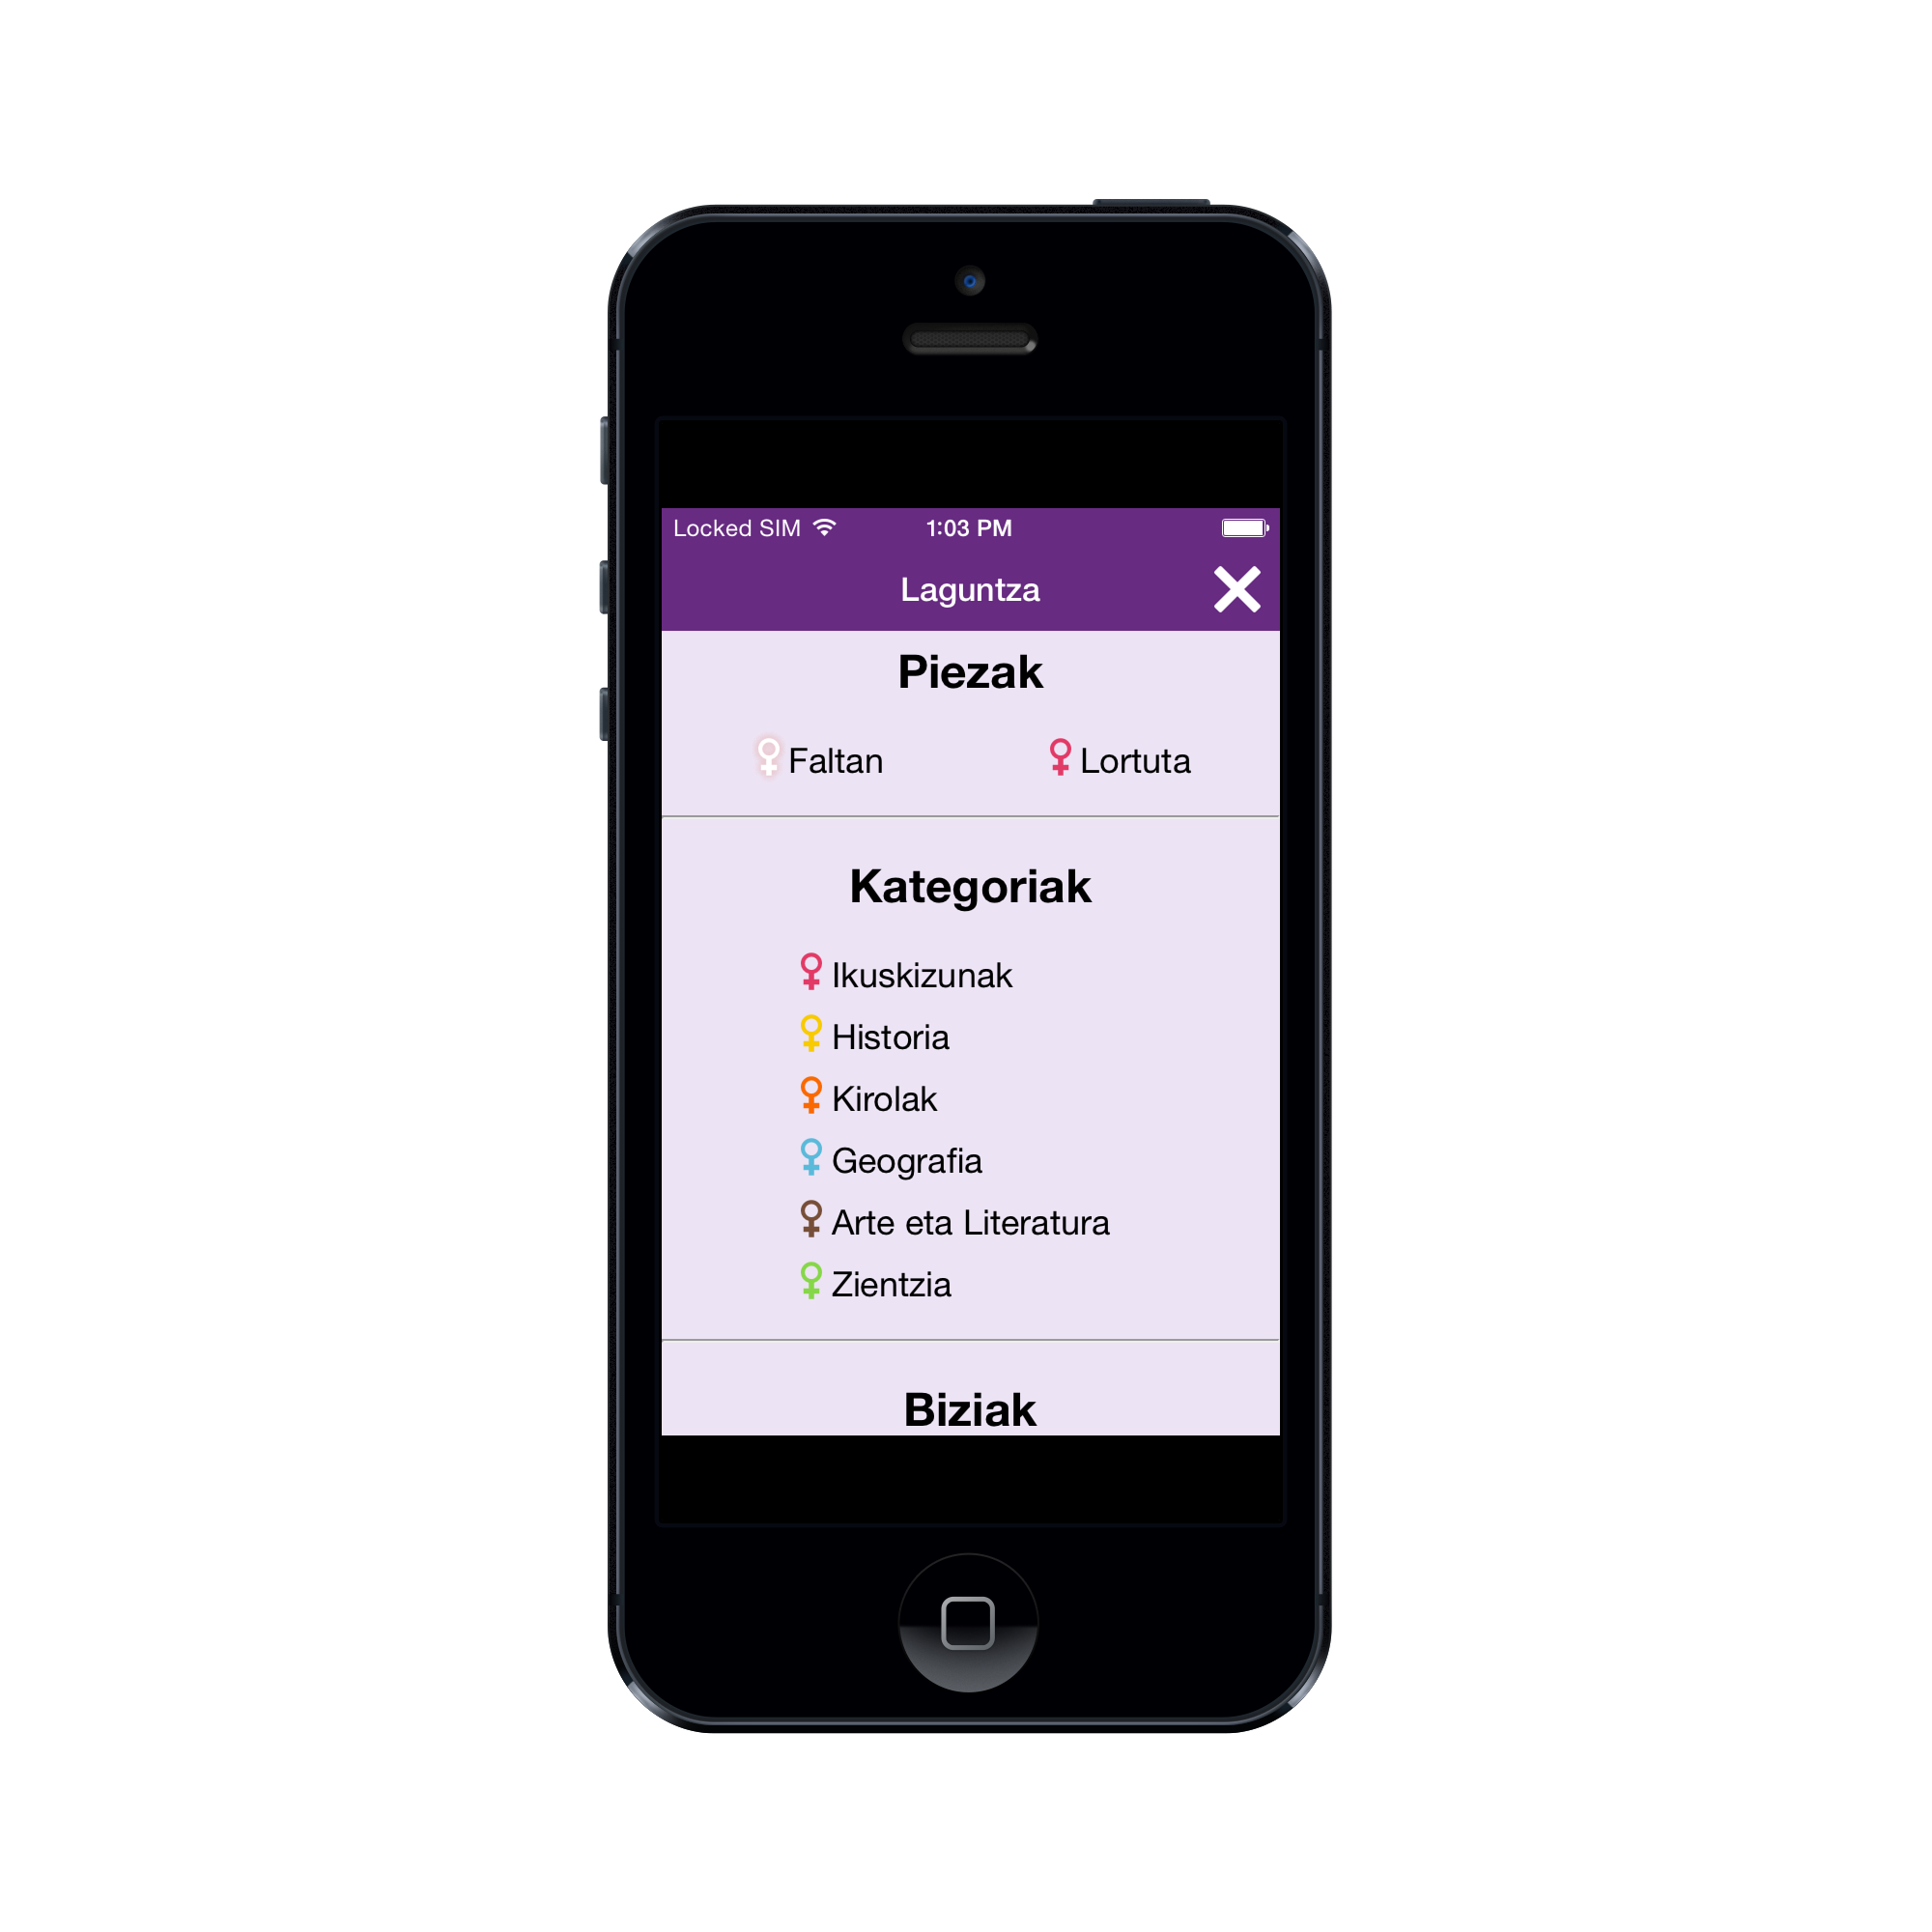 Locked SIM 1:03 PM
Laguntza
Piezak
Faltan Lortuta
Kategoriak
Ikuskizunak
Historia
Kirolak
Geografia
Arte eta Literatura
Zientzia
Biziak